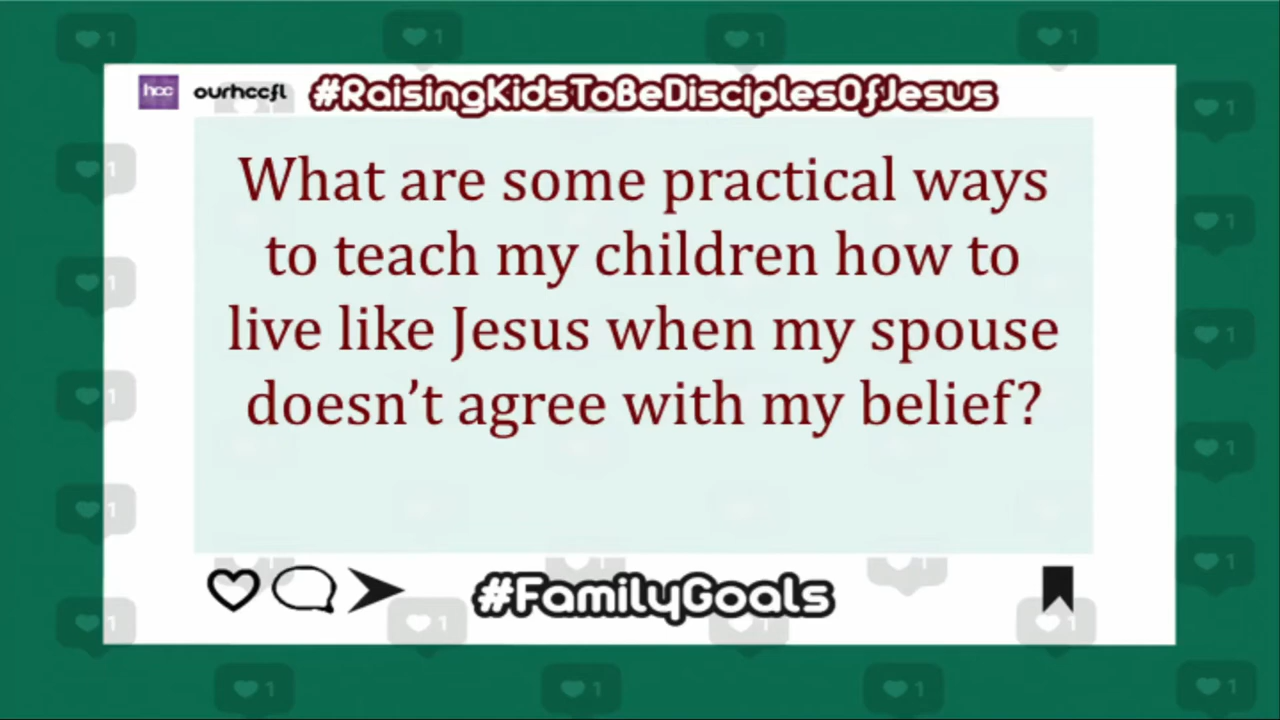 hcc ourhccfl #RaisingKidsToBeDisciplesOfJesus
What are some practical ways
to teach my children how to
live like Jesus when my spouse
doesn’t agree with my belief?
#FamilyGoals